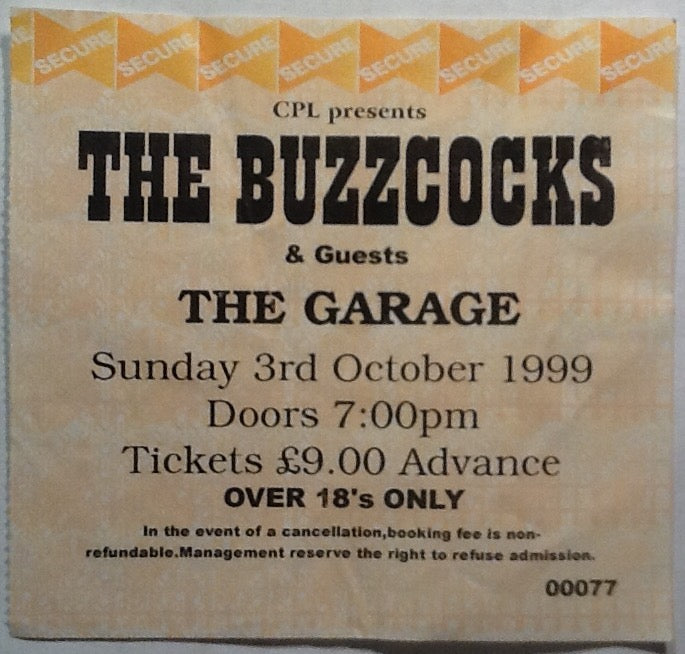 SECURE SECURE SECURE SECURE SECURE SECURE SECURE SECURE
CPL presents
THE BUZZCOCKS
& Guests
THE GARAGE
Sunday 3rd October 1999
Doors 7:00pm
Tickets £9.00 Advance
OVER 18's ONLY
In the event of a cancellation,booking fee is non-
refundable.Management reserve the right to refuse admission.
00077